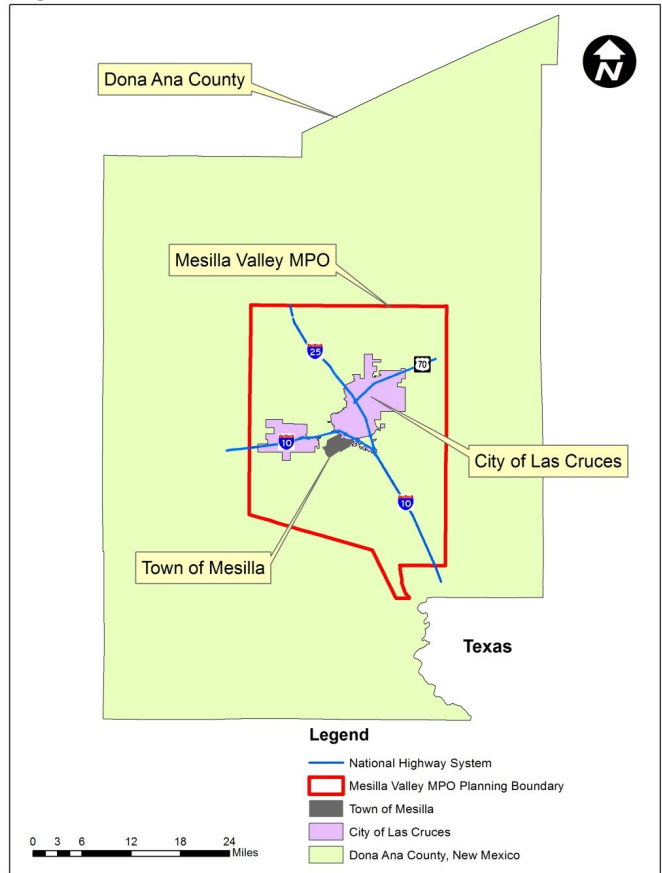 N
Dona Ana County
Mesilla Valley MPO
25
70
10
City of Las Cruces
10
Town of Mesilla
Texas
Legend
National Highway System
Mesilla Valley MPO Planning Boundary
Town of Mesilla
City of Las Cruces
Dona Ana County, New Mexico
0 3 6 12 18 24
Miles